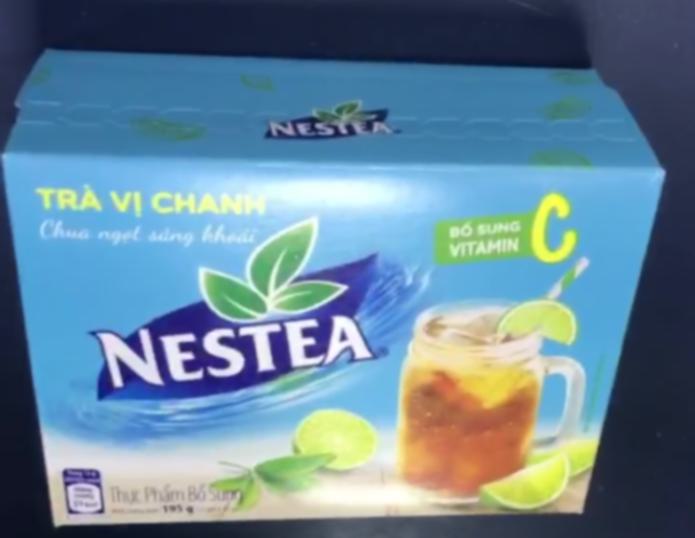 NESTEA
TRÀ VỊ CHANH
Chua ngọt sảng khoái
BỔ SUNG
VITAMIN C
NESTEA
Thực Phẩm Bổ Sung
195 g